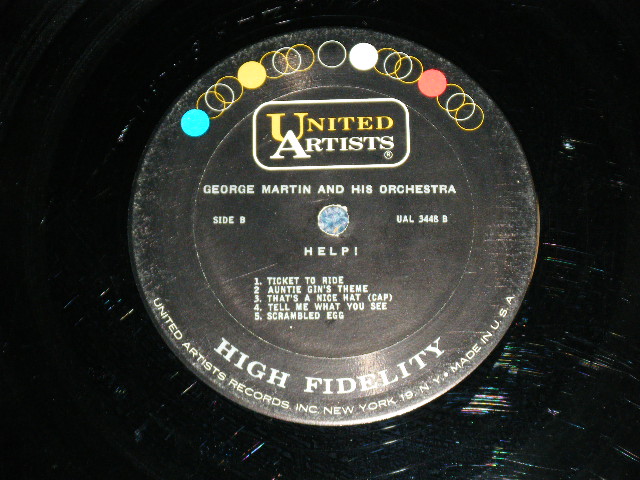 UNITED
ARTISTS®
GEORGE MARTIN AND HIS ORCHESTRA
SIDE B
UAL 3448 B
HELP!
1. TICKET TO RIDE
2 AUNTIE GIN'S THEME
3. THAT'S A NICE HAT (CAP)
4. TELL ME WHAT YOU SEE
5. SCRAMBLED EGG
HIGH FIDELITY
UNITED ARTISTS RECORDS, INC. NEW YORK 19, N.Y. • MADE IN U.S.A.